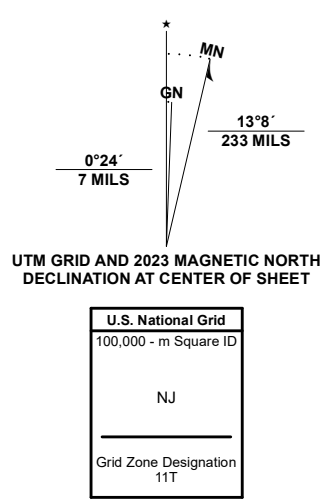 ★
MN
GN
13°8´
233 MILS
0°24´
7 MILS
UTM GRID AND 2023 MAGNETIC NORTH
DECLINATION AT CENTER OF SHEET
U.S. National Grid
100,000 - m Square ID
NJ
Grid Zone Designation
11T